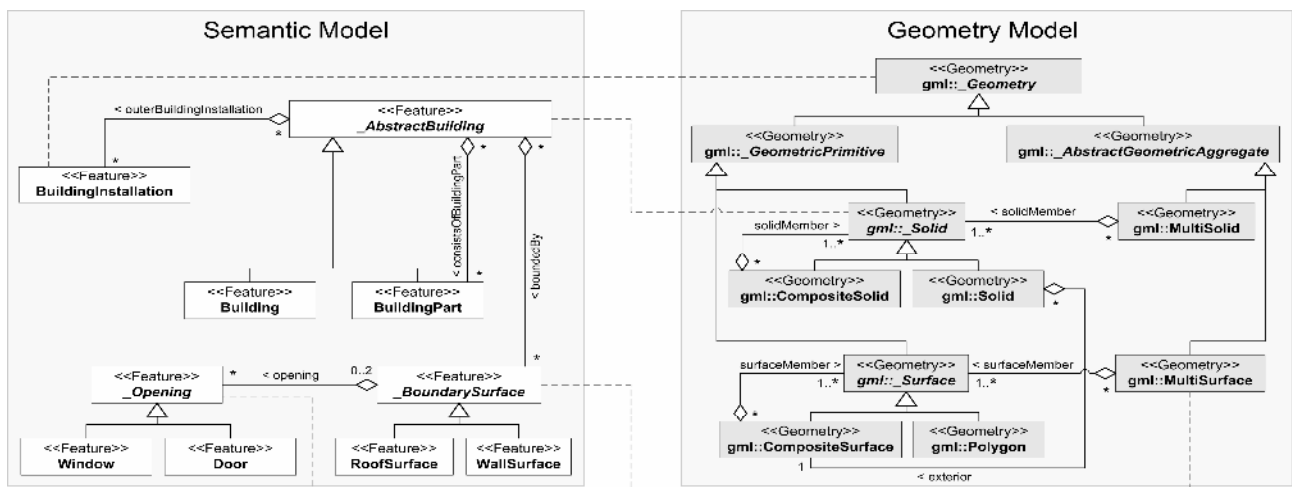 Semantic Model
< outerBuildingInstallation
*
*
<<Feature>>
_AbstractBuilding
*
*
<<Feature>>
BuildingInstallation
< consistsOfBuildingPart
*
< boundedBy
*
<<Feature>>
Building
<<Feature>>
BuildingPart
<<Feature>>
_Opening
*
< opening
0..2
<<Feature>>
_BoundarySurface
<<Feature>>
Window
<<Feature>>
Door
<<Feature>>
RoofSurface
<<Feature>>
WallSurface
Geometry Model
<<Geometry>>
gml::_Geometry
<<Geometry>>
gml::_GeometricPrimitive
<<Geometry>>
gml::_AbstractGeometricAggregate
solidMember >
1..*
*
<<Geometry>>
gml::_Solid
< solidMember
1..*
*
<<Geometry>>
gml::MultiSolid
<<Geometry>>
gml::CompositeSolid
<<Geometry>>
gml::Solid
*
surfaceMember >
1..*
*
<<Geometry>>
gml::_Surface
< surfaceMember
1..*
*
<<Geometry>>
gml::MultiSurface
<<Geometry>>
gml::CompositeSurface
<<Geometry>>
gml::Polygon
1
< exterior